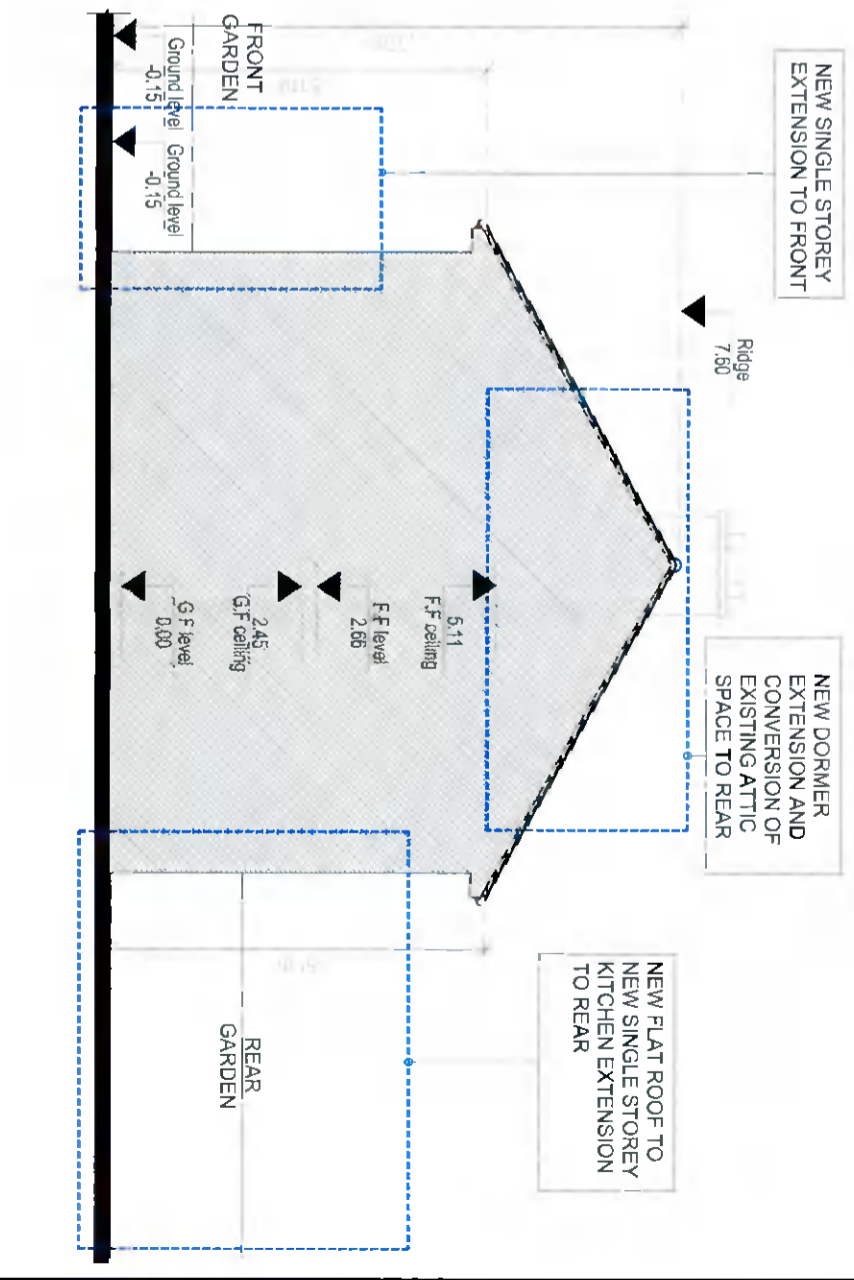 NEW SINGLE STOREY
EXTENSION TO FRONT
Ridge
7.60
NEW DORMER
EXTENSION AND
CONVERSION OF
EXISTING ATTIC
SPACE TO REAR
NEW FLAT ROOF TO
NEW SINGLE STOREY
KITCHEN EXTENSION
TO REAR
5.11
F.F ceiling
F.F level
2.66
2.45
G.F ceiling
G F level
0.00
FRONT
GARDEN
Ground level
-0.15
Ground level
-0.15
REAR
GARDEN